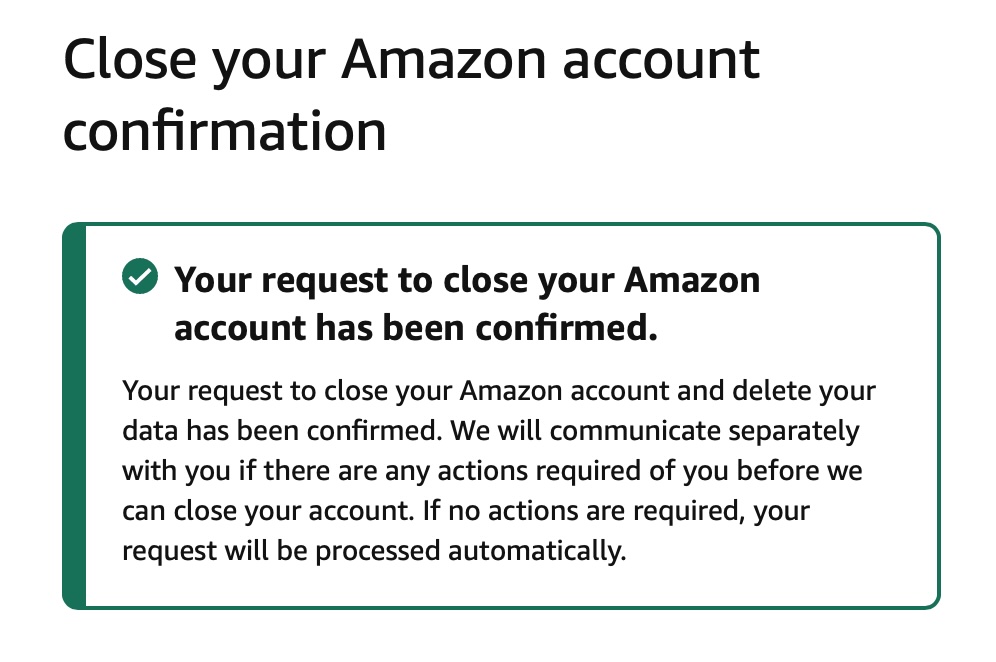 Close your Amazon account
confirmation
Your request to close your Amazon
account has been confirmed.
Your request to close your Amazon account and delete your
data has been confirmed. We will communicate separately
with you if there are any actions required of you before we
can close your account. If no actions are required, your
request will be processed automatically.